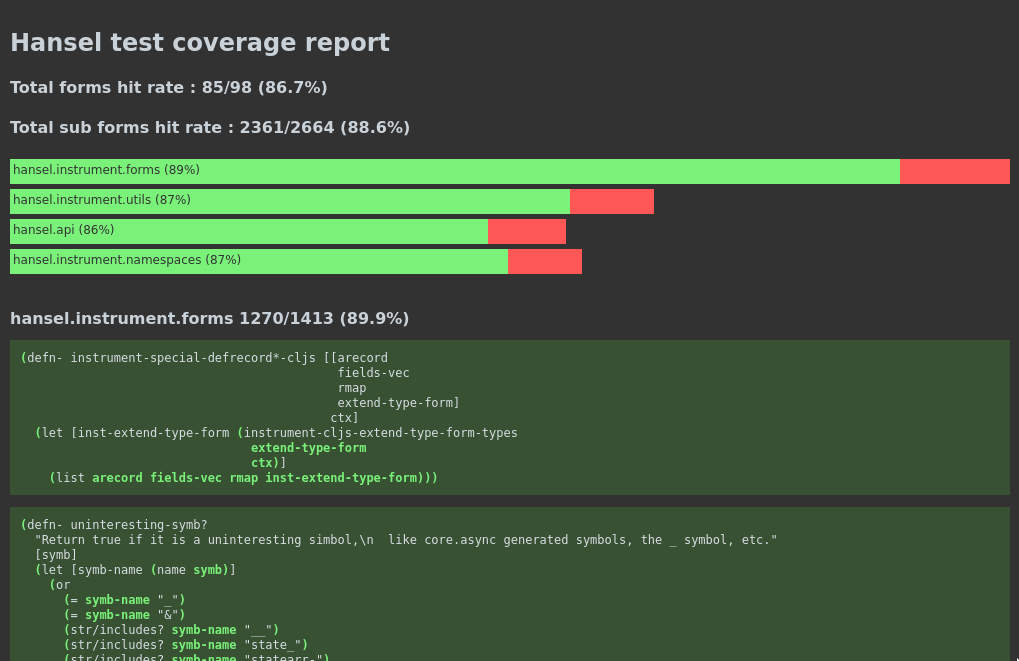 Hansel test coverage report
Total forms hit rate : 85/98 (86.7%)
Total sub forms hit rate : 2361/2664 (88.6%)
hansel.instrument.forms (89%)
hansel.instrument.utils (87%)
hansel.api (86%)
hansel.instrument.namespaces (87%)
hansel.instrument.forms 1270/1413 (89.9%)
(defn- instrument-special-defrecord*-cljs [[arecord
                                            fields-vec
                                            rmap
                                            extend-type-form]
                                           ctx]
  (let [inst-extend-type-form (instrument-cljs-extend-type-form-types
                                extend-type-form
                                ctx)]
    (list arecord fields-vec rmap inst-extend-type-form)))
(defn- uninteresting-symb?
  "Return true if it is a uninteresting simbol,\n  like core.async generated symbols, the _ symbol, etc."
  [symb]
  (let [symb-name (name symb)]
    (or
      (= symb-name "_")
      (= symb-name "&")
      (str/includes? symb-name "__")
      (str/includes? symb-name "state_")
      (str/includes? symb-name "statearr-")